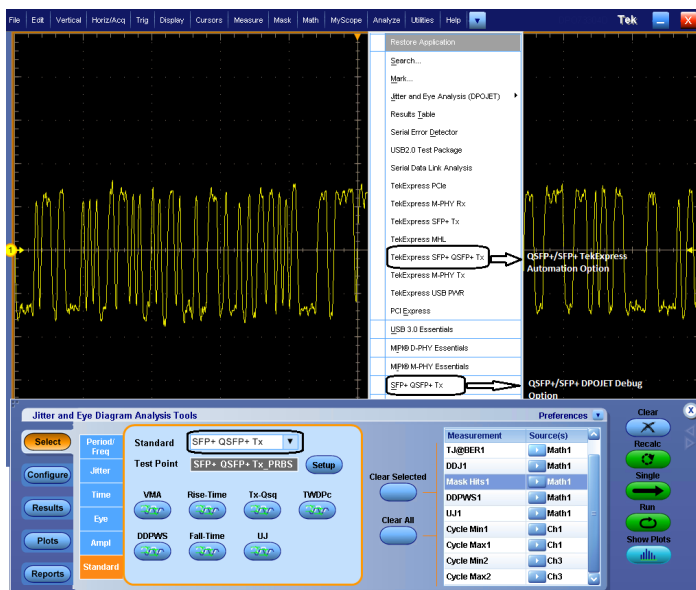 File Edit Vertical Horiz/Acq Trig Display Cursors Measure Mask Math MyScope Analyze Utilities Help Tek X
Restore Application
Search...
Mark...
Jitter and Eye Analysis (DPOJET)
Results Table
Serial Error Detector
USB2.0 Test Package
Serial Data Link Analysis
TekExpress PCIe
TekExpress M-PHY Rx
TekExpress SFP+ Tx
TekExpress MHL
TekExpress SFP+ QSFP+ Tx
TekExpress M-PHY Tx
TekExpress USB PWR
PCI Express
USB 3.0 Essentials
MIPI® D-PHY Essentials
MIPI® M-PHY Essentials
SFP+ QSFP+ Tx
QSFP+/SFP+ TekExpress
Automation Option
QSFP+/SFP+ DPOJET Debug
Option
1
Jitter and Eye Diagram Analysis Tools
Preferences
Clear
X
Select
Configure
Results
Plots
Reports
Period/
Freq
Jitter
Time
Eye
Ampl
Standard
Standard SFP+ QSFP+ Tx
Test Point SFP+ QSFP+ Tx_PRBS Setup
VMA Rise-Time Tx-Qsq TWDPc
DDPWS Fall-Time UJ
Clear Selected
Clear All
Measurement Source(s)
TJ@BER1 Math1
DDJ1 Math1
Mask Hits1 Math1
DDPWS1 Math1
UJ1 Math1
Cycle Min1 Ch1
Cycle Max1 Ch1
Cycle Min2 Ch3
Cycle Max2 Ch3
Recalc
Single
Run
Show Plots